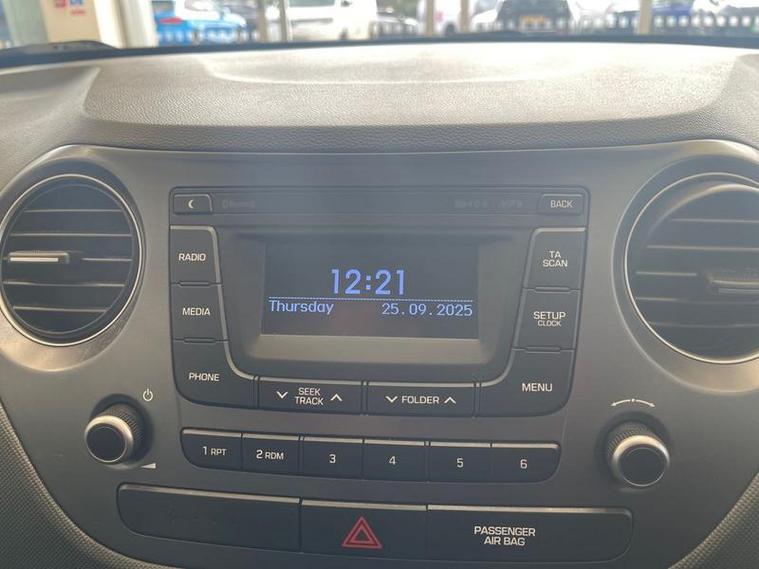 Bluetooth
BACK
RADIO
TA
SCAN
12:21
Thursday 25.09.2025
MEDIA
SETUP
CLOCK
PHONE
SEEK
TRACK
FOLDER
MENU
1 RPT
2 RDM
3
4
5
6
PASSENGER
AIR BAG